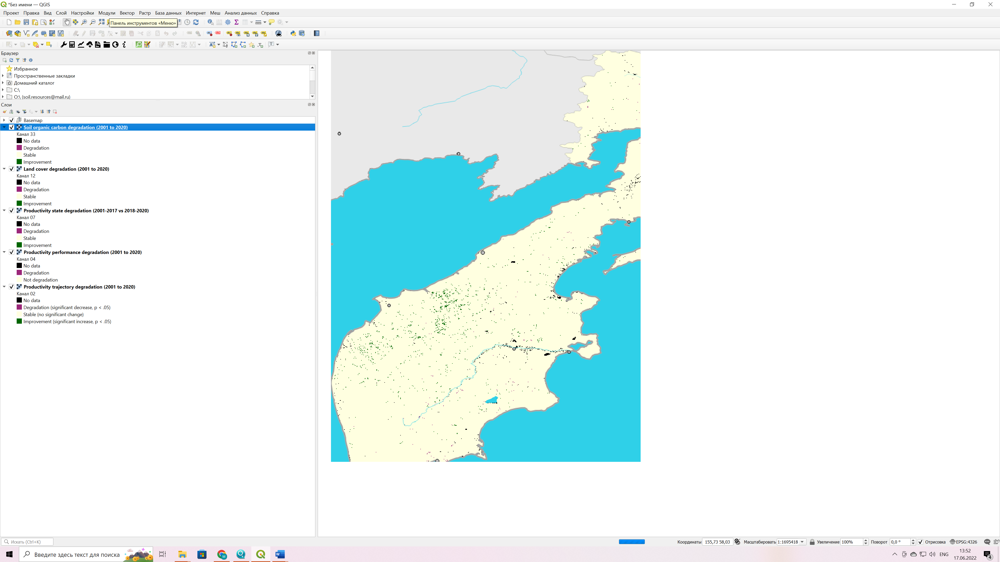 *Без имени — QGIS
Проект Правка Вид Слой Настройки Модули Вектор Растр База данных Интернет Меш Анализ данных Справка
Панель инструментов «Меню»
Браузер
Избранное
Пространственные закладки
Домашний каталог
C:\
O:\ (soil.resources@mail.ru)
Слои
Basemap
Soil organic carbon degradation (2001 to 2020)
Канал 33
No data
Degradation
Stable
Improvement
Land cover degradation (2001 to 2020)
Канал 12
No data
Degradation
Stable
Improvement
Productivity state degradation (2001-2017 vs 2018-2020)
Канал 07
No data
Degradation
Stable
Improvement
Productivity performance degradation (2001 to 2020)
Канал 04
No data
Degradation
Not degradation
Productivity trajectory degradation (2001 to 2020)
Канал 02
No data
Degradation (significant decrease, p < .05)
Stable (no significant change)
Improvement (significant increase, p < .05)
Искать (Ctrl+K) Координаты 155,73 58,03 Масштабировать 1:1695418 Увеличение 100% Поворот 0,0 ° Отрисовка EPSG:4326
Введите здесь текст для поиска
ENG
13:52
17.06.2022
4